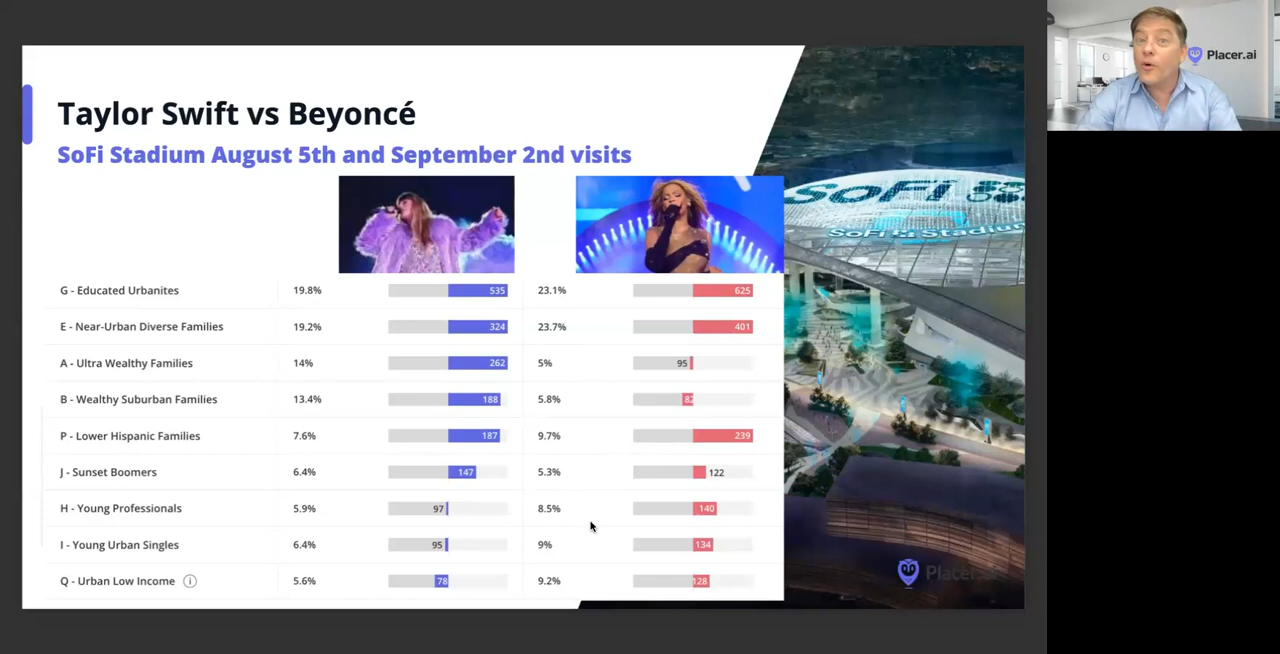 Taylor Swift vs Beyoncé
SoFi Stadium August 5th and September 2nd visits
G - Educated Urbanites 19.8% 535 23.1% 625
E - Near-Urban Diverse Families 19.2% 324 23.7% 401
A - Ultra Wealthy Families 14% 262 5% 95
B - Wealthy Suburban Families 13.4% 188 5.8% 82
P - Lower Hispanic Families 7.6% 187 9.7% 239
J - Sunset Boomers 6.4% 147 5.3% 122
H - Young Professionals 5.9% 97 8.5% 140
I - Young Urban Singles 6.4% 95 9% 134
Q - Urban Low Income i 5.6% 78 9.2% 128
SoFi
SoFi Stadium
Placer.ai
Placer.ai